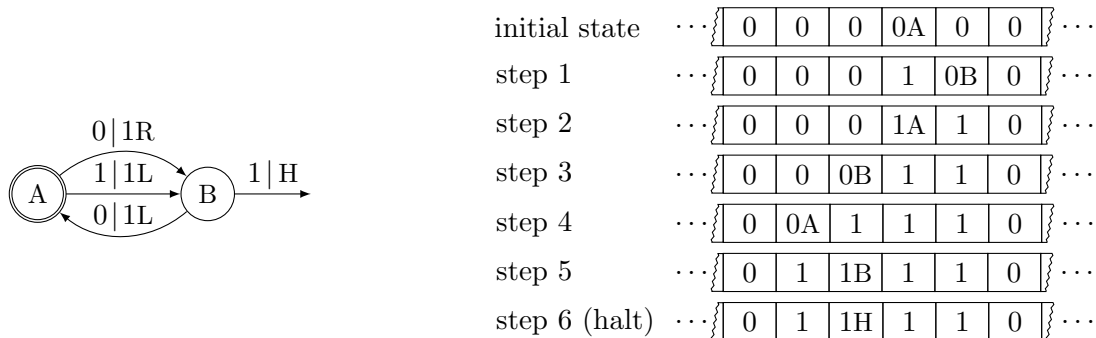 0|1R
1|1L
0|1L
A
B
1|H
initial state ··· 0 0 0 0A 0 0 ···
step 1 ··· 0 0 0 1 0B 0 ···
step 2 ··· 0 0 0 1A 1 0 ···
step 3 ··· 0 0 0B 1 1 0 ···
step 4 ··· 0 0A 1 1 1 0 ···
step 5 ··· 0 1 1B 1 1 0 ···
step 6 (halt) ··· 0 1 1H 1 1 0 ···